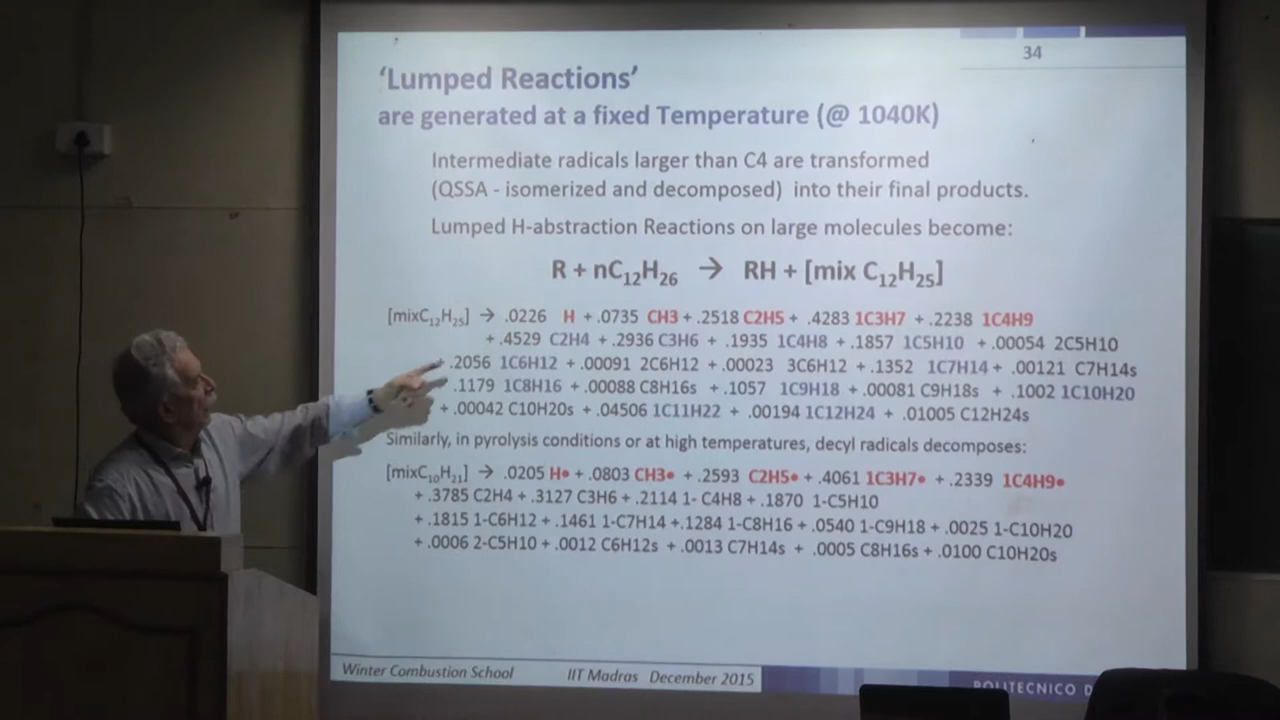 34
‘Lumped Reactions’
are generated at a fixed Temperature (@ 1040K)
Intermediate radicals larger than C4 are transformed
(QSSA - isomerized and decomposed) into their final products.
Lumped H-abstraction Reactions on large molecules become:
R + nC₁₂H₂₆ → RH + [mix C₁₂H₂₅]
[mixC₁₂H₂₅] → .0226 H + .0735 CH3 + .2518 C2H5 + .4283 1C3H7 + .2238 1C4H9
+ .4529 C2H4 + .2936 C3H6 + .1935 1C4H8 + .1857 1C5H10 + .00054 2C5H10
+ .2056 1C6H12 + .00091 2C6H12 + .00023 3C6H12 + .1352 1C7H14 + .00121 C7H14s
.1179 1C8H16 + .00088 C8H16s + .1057 1C9H18 + .00081 C9H18s + .1002 1C10H20
+ .00042 C10H20s + .04506 1C11H22 + .00194 1C12H24 + .01005 C12H24s
Similarly, in pyrolysis conditions or at high temperatures, decyl radicals decomposes:
[mixC₁₀H₂₁] → .0205 H• + .0803 CH3• + .2593 C2H5• + .4061 1C3H7• + .2339 1C4H9•
+ .3785 C2H4 + .3127 C3H6 + .2114 1- C4H8 + .1870 1-C5H10
+ .1815 1-C6H12 + .1461 1-C7H14 +.1284 1-C8H16 + .0540 1-C9H18 + .0025 1-C10H20
+ .0006 2-C5H10 + .0012 C6H12s + .0013 C7H14s + .0005 C8H16s + .0100 C10H20s
Winter Combustion School IIT Madras December 2015
POLITECNICO D